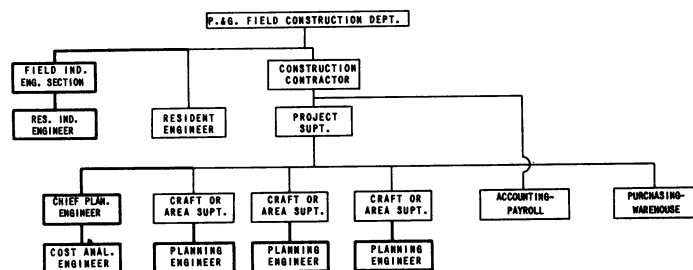 P.&G. FIELD CONSTRUCTION DEPT.
FIELD IND.
ENG. SECTION
CONSTRUCTION
CONTRACTOR
RES. IND.
ENGINEER
RESIDENT
ENGINEER
PROJECT
SUPT.
CHIEF PLAN.
ENGINEER
CRAFT OR
AREA SUPT.
CRAFT OR
AREA SUPT.
CRAFT OR
AREA SUPT.
ACCOUNTING-
PAYROLL
PURCHASING-
WAREHOUSE
COST ANAL.
ENGINEER
PLANNING
ENGINEER
PLANNING
ENGINEER
PLANNING
ENGINEER